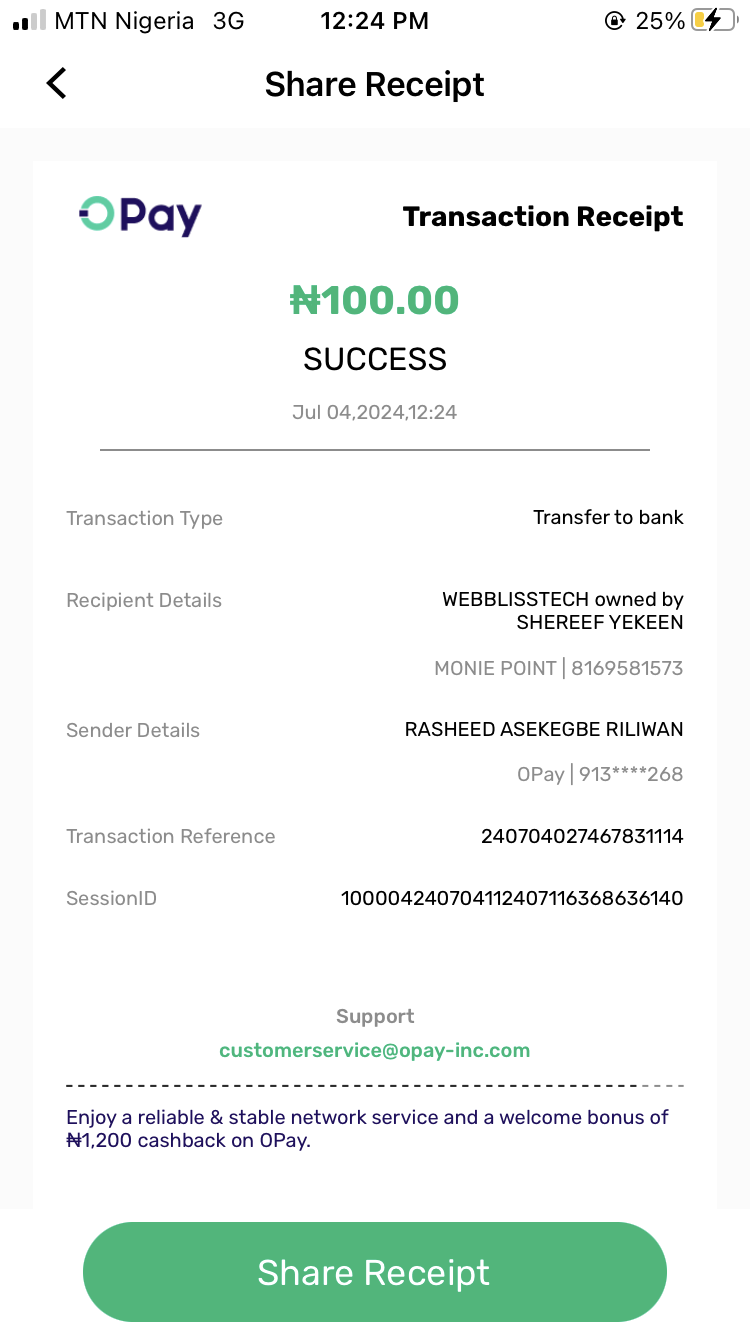 MTN Nigeria 3G 12:24 PM 25%
Share Receipt
OPay Transaction Receipt
₦100.00
SUCCESS
Jul 04,2024,12:24
Transaction Type Transfer to bank
Recipient Details WEBBLISSTECH owned by
SHEREEF YEKEEN
MONIE POINT | 8169581573
Sender Details RASHEED ASEKEGBE RILIWAN
OPay | 913****268
Transaction Reference 240704027467831114
SessionID 100004240704112407116368636140
Support
customerservice@opay-inc.com
Enjoy a reliable & stable network service and a welcome bonus of
₦1,200 cashback on OPay.
Share Receipt